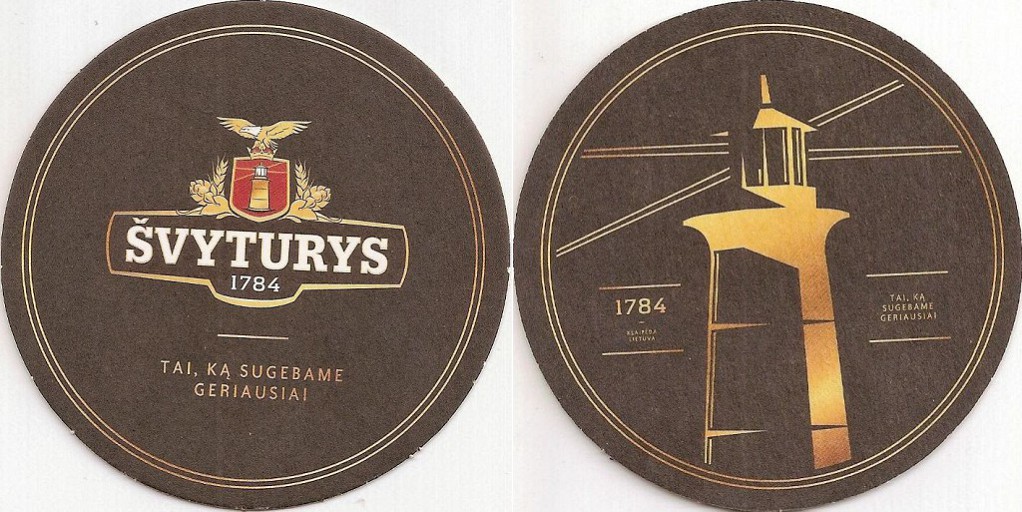 ŠVYTURYS
1784
TAI, KĄ SUGEBAME
GERIAUSIAI
1784
KLAIPĖDA
LIETUVA
TAI, KĄ
SUGEBAME
GERIAUSIAI